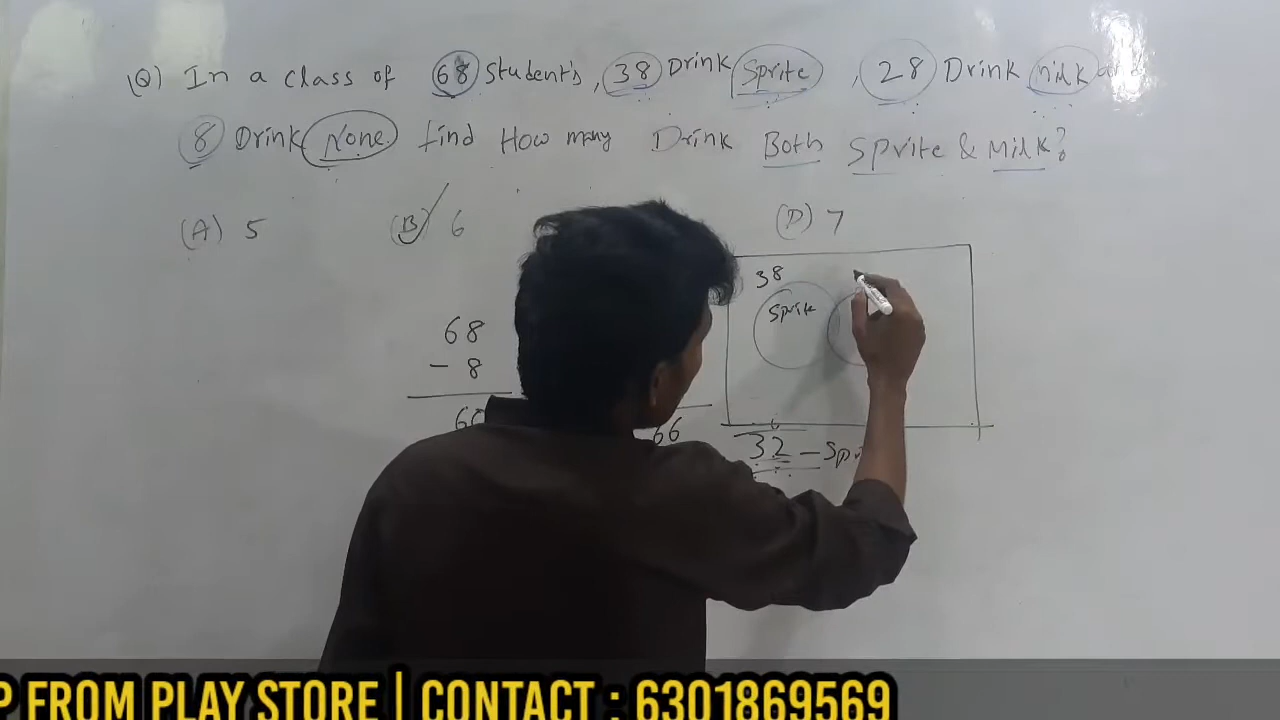 Q) In a class of 68 Student's, 38 Drink Sprite, 28 Drink milk
8 Drink None find How many Drink Both Sprite & Milk?
(A) 5 (B) 6 (D) 7
38
Sprite
68
- 8
66
32 -
P FROM PLAY STORE | CONTACT : 6301869569